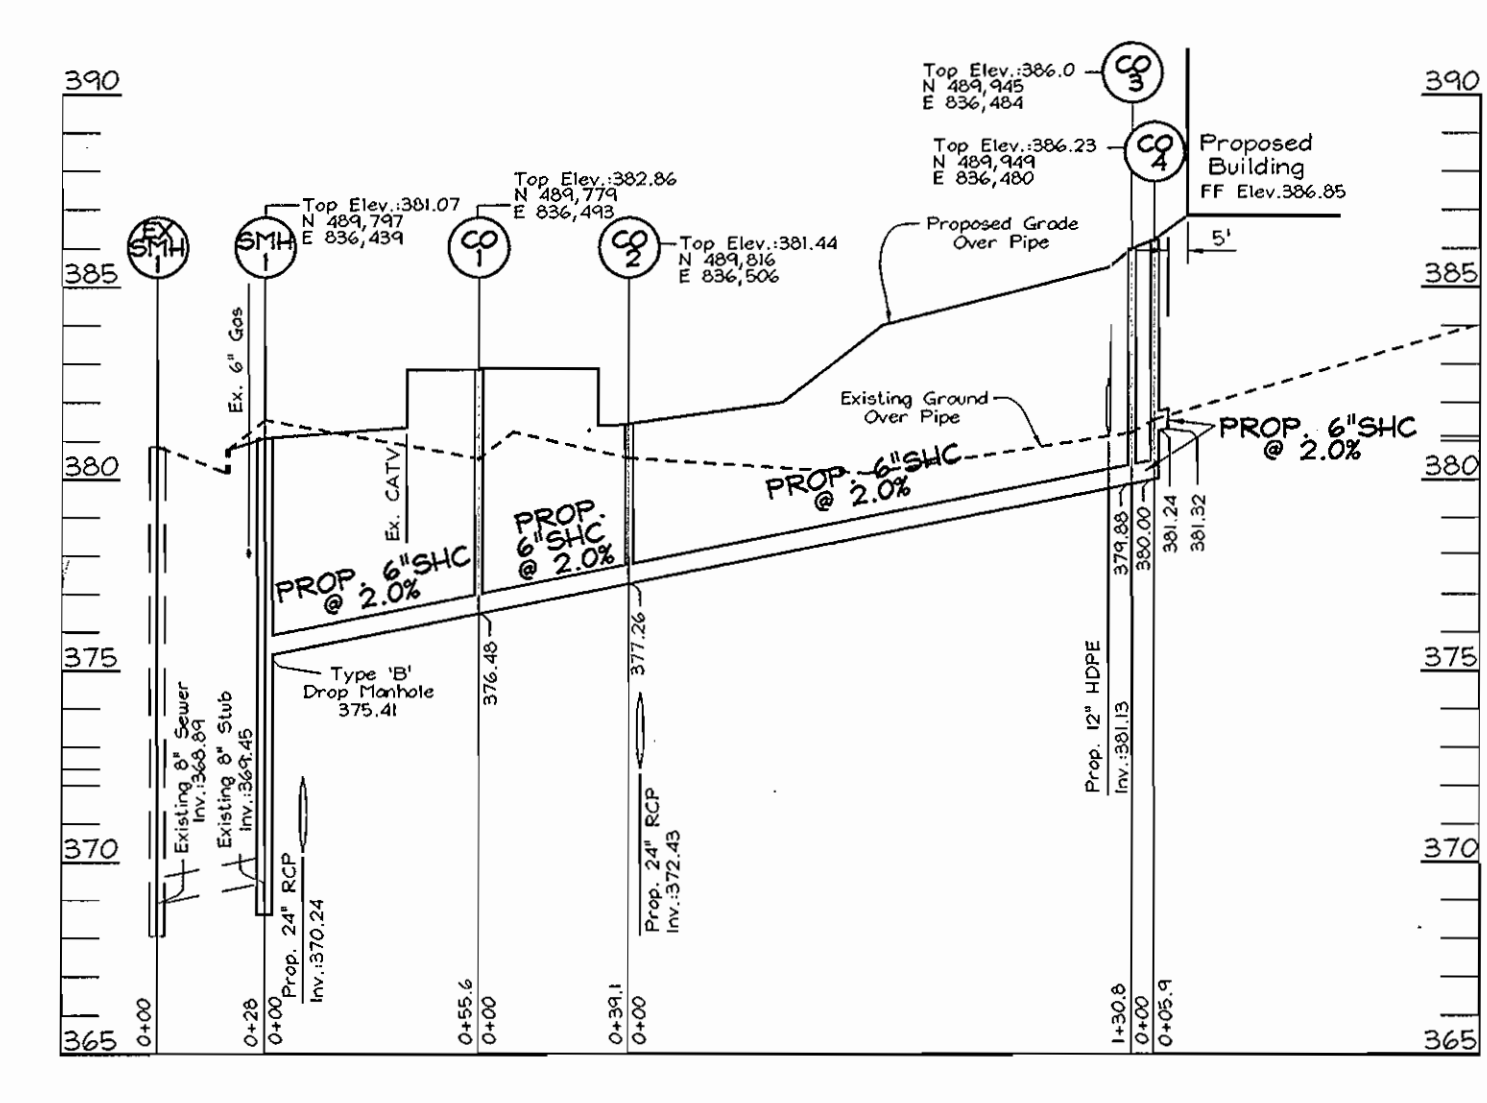 390
385
380
375
370
365
EX
SMH
1
SMH
1
Top Elev.:381.07
N 489,797
E 836,439
CO
1
Top Elev.:382.86
N 489,779
E 836,493
CO
2
Top Elev.:381.44
N 489,816
E 836,506
CO
3
Top Elev.:386.0
N 489,945
E 836,484
CO
4
Top Elev.:386.23
N 489,949
E 836,480
Proposed
Building
FF Elev.386.85
5'
Proposed Grade
Over Pipe
Existing Ground
Over Pipe
Ex. 6" Gas
Ex. CATV
PROP. 6"SHC
@ 2.0%
PROP.
6"SHC
@ 2.0%
PROP. 6"SHC
@ 2.0%
PROP. 6"SHC
@ 2.0%
Type 'B'
Drop Manhole
375.41
376.48
377.26
379.88
380.00
381.24
381.32
Existing 8" Sewer
Inv.:368.89
Existing 8" Stub
Inv.:369.45
Prop. 24" RCP
Inv.:370.24
Prop. 24" RCP
Inv.:372.43
Prop. 12" HDPE
Inv.:381.13
0+00
0+28
0+00
0+55.6
0+00
0+39.1
0+00
1+30.8
0+00
0+05.9
390
385
380
375
370
365